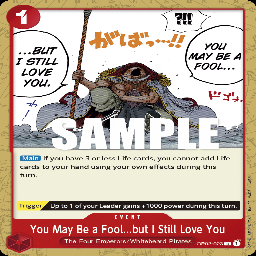 1
?!!
がばっ…!!
...BUT
I STILL
LOVE
YOU.
YOU
MAY BE A
FOOL...
SAMPLE
Main If you have 3 or less Life cards, you cannot add Life
cards to your hand using your own effects during this
turn.
Trigger Up to 1 of your Leader gains +1000 power during this turn.
EVENT
You May Be a Fool...but I Still Love You
The Four Emperors/Whitebeard Pirates